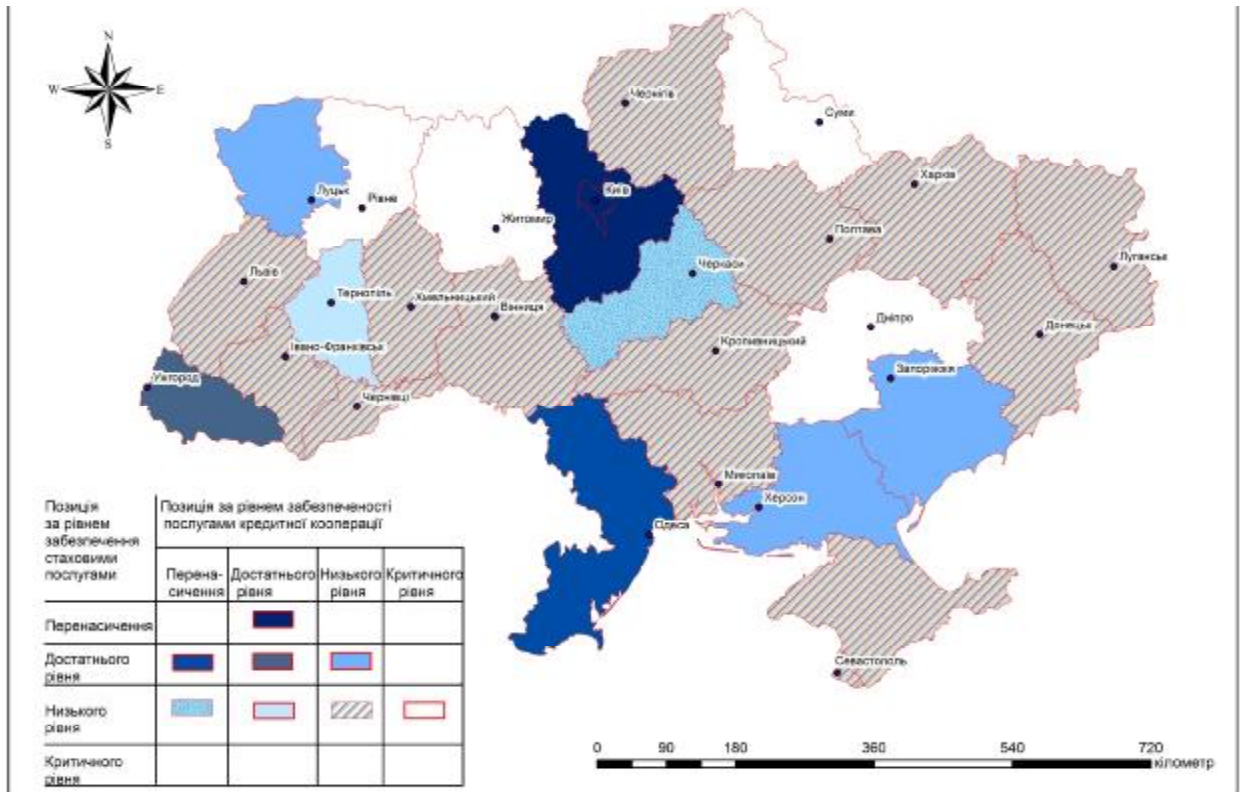 N
W
E
S
Чернігів
Суми
Луцьк
Рівне
Київ
Харків
Житомир
Полтава
Львів
Черкаси
Луганськ
Тернопіль
Хмельницький
Вінниця
Дніпро
Донецьк
Івано-Франківськ
Кропивницький
Ужгород
Запоріжжя
Чернівці
Миколаїв
Херсон
Одеса
Севастополь
Позиція
за рівнем
забезпечення
стаховими
послугами
Позиція за рівнем забезпеченості
послугами кредитної кооперації
Перена-
сичення
Достатнього
рівня
Низького
рівня
Критичного
рівня
Перенасичення
Достатнього
рівня
Низького
рівня
Критичного
рівня
0 90 180 360 540 720
кілометр